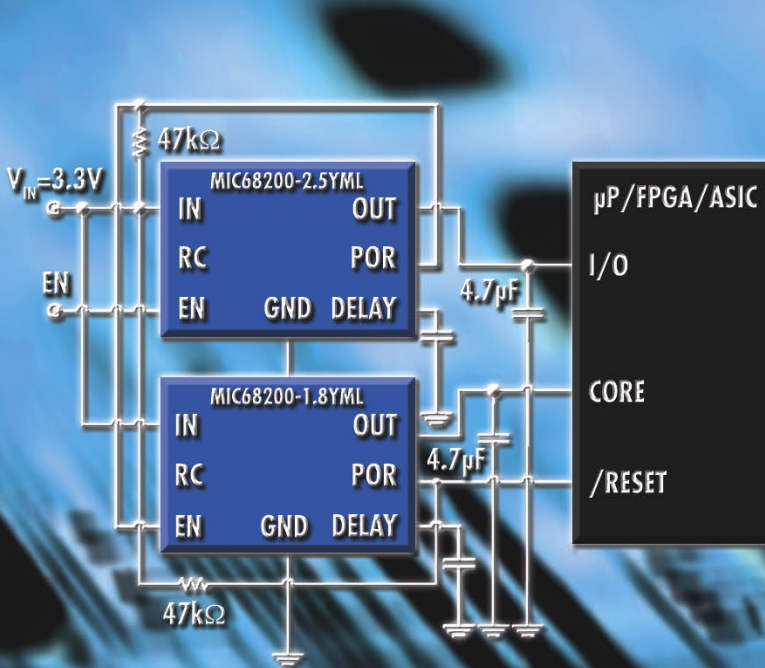 47kΩ
V_IN=3.3V
EN
MIC68200-2.5YML
IN OUT
RC POR
EN GND DELAY
MIC68200-1.8YML
IN OUT
RC POR
EN GND DELAY
47kΩ
4.7µF
4.7µF
µP/FPGA/ASIC
I/O
CORE
/RESET